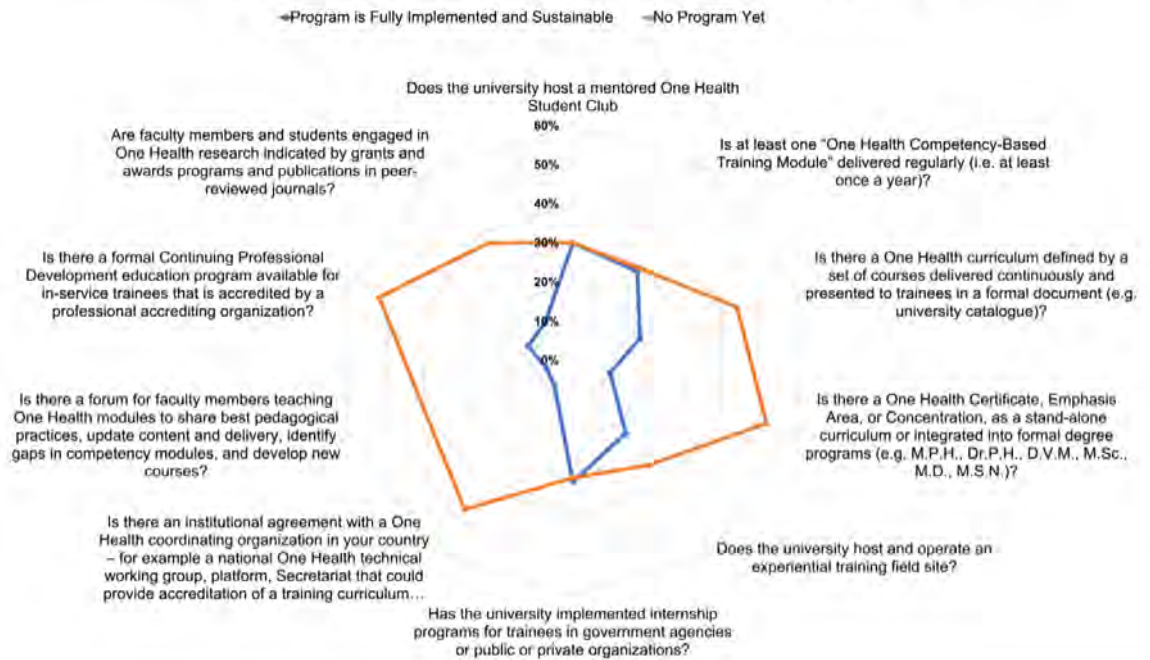 Program is Fully Implemented and Sustainable
No Program Yet
Does the university host a mentored One Health
Student Club
60%
50%
40%
30%
20%
10%
0%
Is at least one "One Health Competency-Based
Training Module" delivered regularly (i.e. at least
once a year)?
Is there a One Health curriculum defined by a
set of courses delivered continuously and
presented to trainees in a formal document (e.g.
university catalogue)?
Is there a One Health Certificate, Emphasis
Area, or Concentration, as a stand-alone
curriculum or integrated into formal degree
programs (e.g. M.P.H., Dr.P.H., D.V.M., M.Sc.,
M.D., M.S.N.)?
Does the university host and operate an
experiential training field site?
Has the university implemented internship
programs for trainees in government agencies
or public or private organizations?
Is there an institutional agreement with a One
Health coordinating organization in your country
– for example a national One Health technical
working group, platform, Secretariat that could
provide accreditation of a training curriculum…
Is there a forum for faculty members teaching
One Health modules to share best pedagogical
practices, update content and delivery, identify
gaps in competency modules, and develop new
courses?
Is there a formal Continuing Professional
Development education program available for
in-service trainees that is accredited by a
professional accrediting organization?
Are faculty members and students engaged in
One Health research indicated by grants and
awards programs and publications in peer-
reviewed journals?